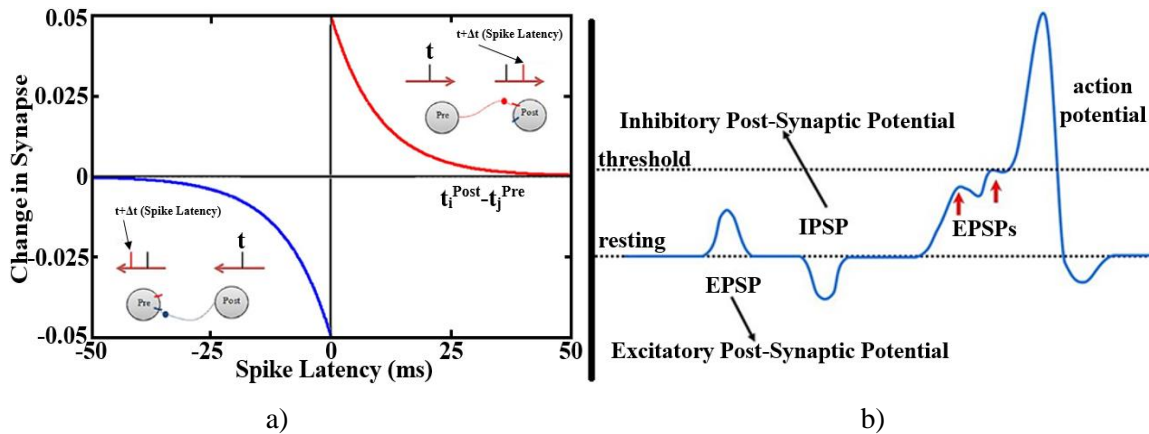 Change in Synapse
0.05
0.025
0
-0.025
-0.05
t+Δt (Spike Latency)
t
Pre
Post
t_i^Post-t_j^Pre
t+Δt (Spike Latency)
t
Pre
Post
-50
-25
0
25
50
Spike Latency (ms)
a)
action
potential
Inhibitory Post-Synaptic Potential
threshold
IPSP
EPSPs
resting
EPSP
Excitatory Post-Synaptic Potential
b)